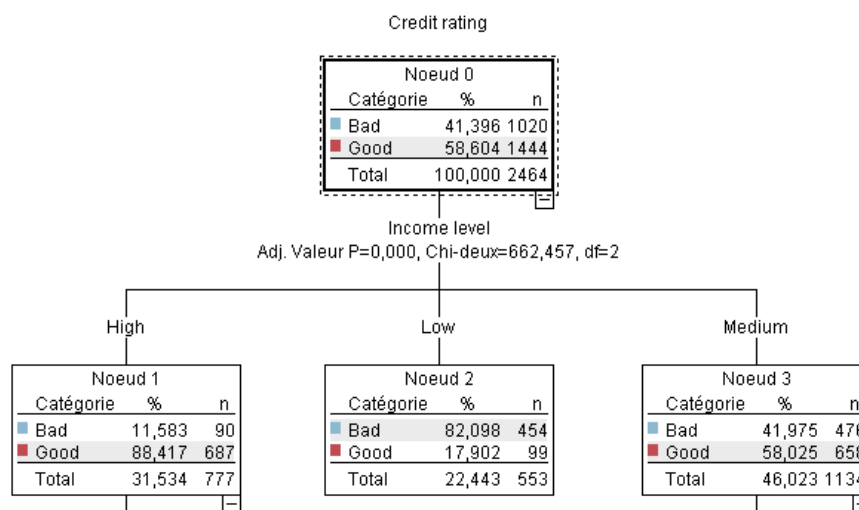 Credit rating
Noeud 0
Catégorie % n
Bad 41,396 1020
Good 58,604 1444
Total 100,000 2464
Income level
Adj. Valeur P=0,000, Chi-deux=662,457, df=2
High Low Medium
Noeud 1
Catégorie % n
Bad 11,583 90
Good 88,417 687
Total 31,534 777
Noeud 2
Catégorie % n
Bad 82,098 454
Good 17,902 99
Total 22,443 553
Noeud 3
Catégorie % n
Bad 41,975 476
Good 58,025 658
Total 46,023 1134